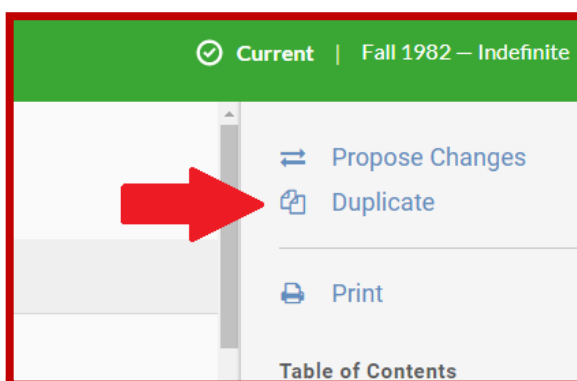 Current | Fall 1982 — Indefinite
Propose Changes
Duplicate
Print
Table of Contents